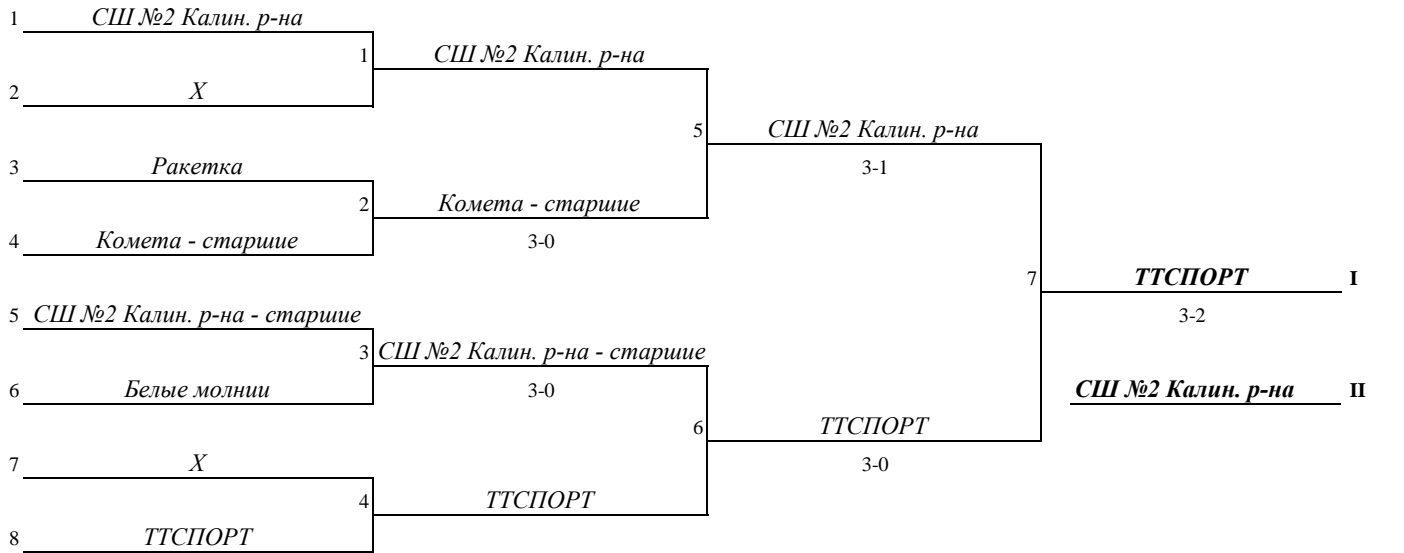 1 СШ №2 Калин. р-на
1 СШ №2 Калин. р-на
2 X
5 СШ №2 Калин. р-на
3 Ракетка
3-1
2 Комета - старшие
4 Комета - старшие
3-0
7 ТТСПОРТ I
5 СШ №2 Калин. р-на - старшие
3-2
3 СШ №2 Калин. р-на - старшие
6 Белые молнии
3-0
СШ №2 Калин. р-на II
6 ТТСПОРТ
7 X
3-0
4 ТТСПОРТ
8 ТТСПОРТ